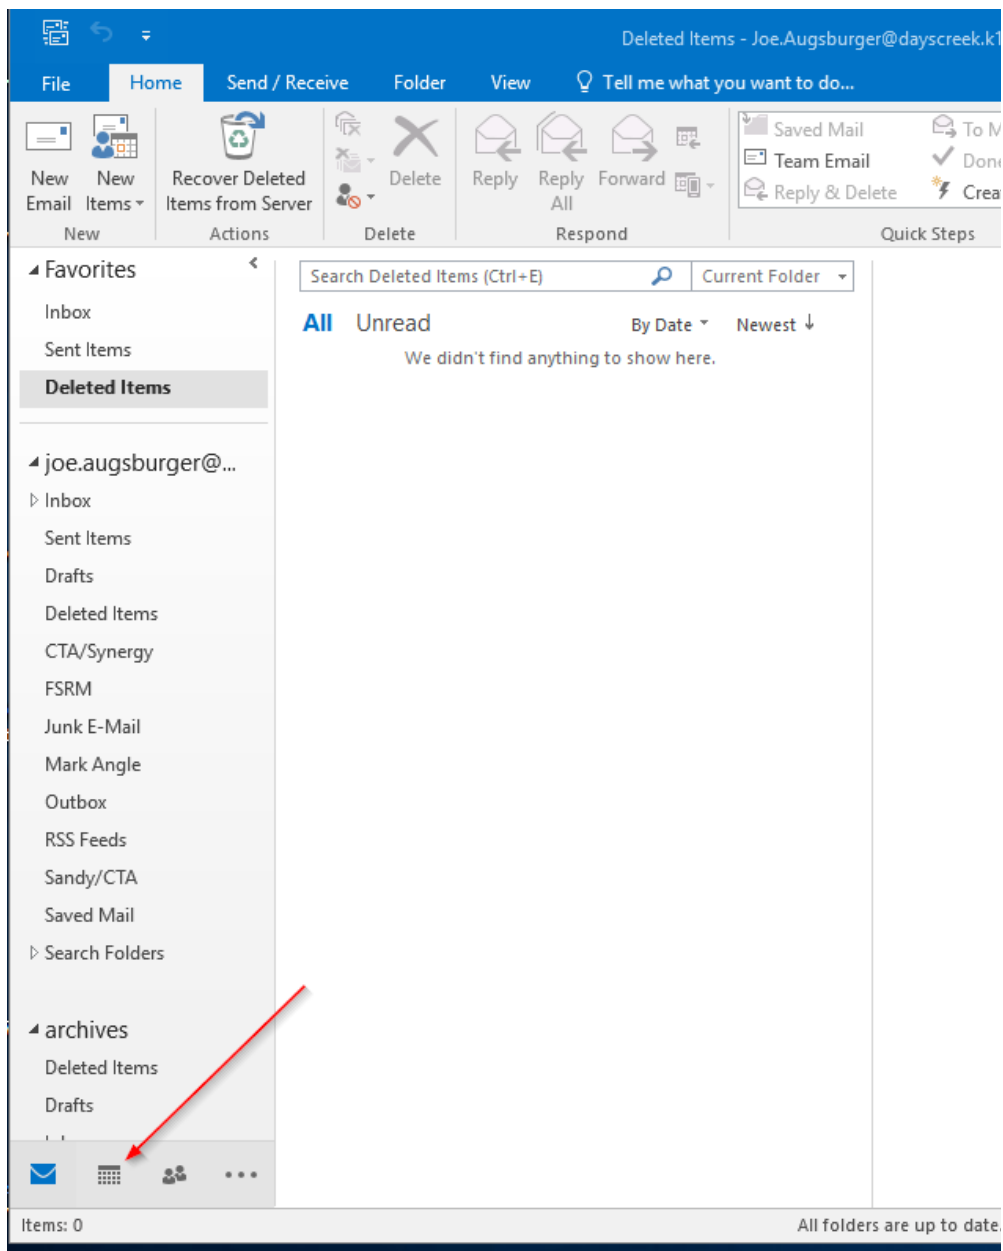 Deleted Items - Joe.Augsburger@dayscreek.k1
File Home Send / Receive Folder View Tell me what you want to do...
New Email
New Items
Recover Deleted Items from Server
Delete
Reply
Reply All
Forward
Saved Mail
Team Email
Reply & Delete
To M
Done
Crea
New Actions Delete Respond Quick Steps
Favorites
Inbox
Sent Items
Deleted Items
joe.augsburger@...
Inbox
Sent Items
Drafts
Deleted Items
CTA/Synergy
FSRM
Junk E-Mail
Mark Angle
Outbox
RSS Feeds
Sandy/CTA
Saved Mail
Search Folders
archives
Deleted Items
Drafts
Search Deleted Items (Ctrl+E) Current Folder
All Unread By Date Newest
We didn't find anything to show here.
Items: 0 All folders are up to date.